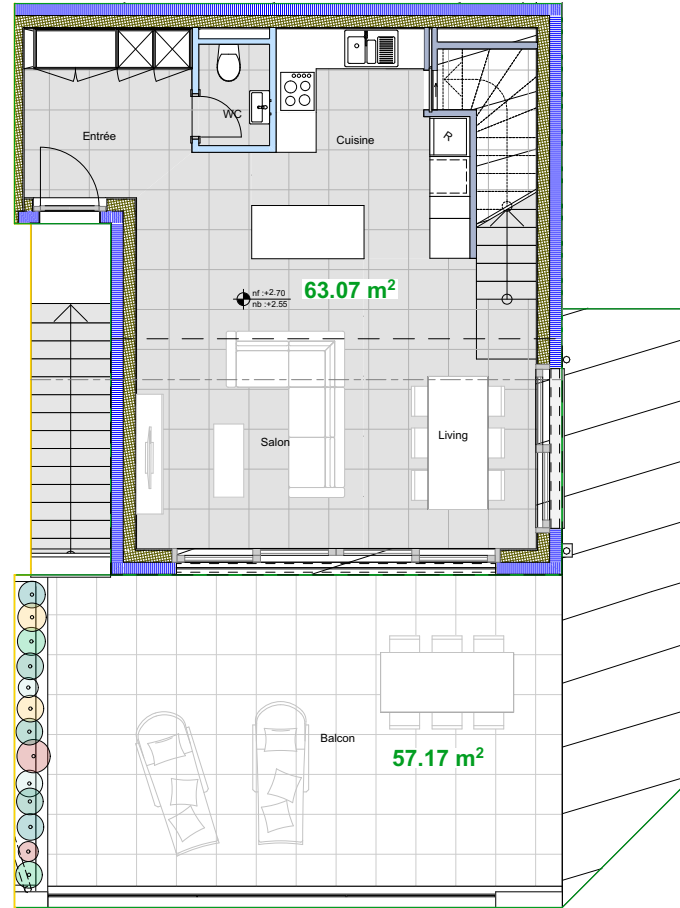 WC
Entrée
Cuisine
R
63.07 m²
nf :+2.70
nb :+2.55
Salon
Living
Balcon
57.17 m²